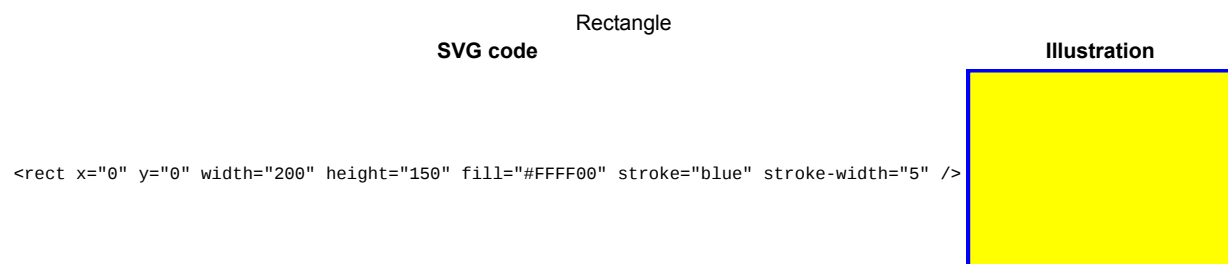 Rectangle
SVG code Illustration
<rect x="0" y="0" width="200" height="150" fill="#FFFF00" stroke="blue" stroke-width="5" />